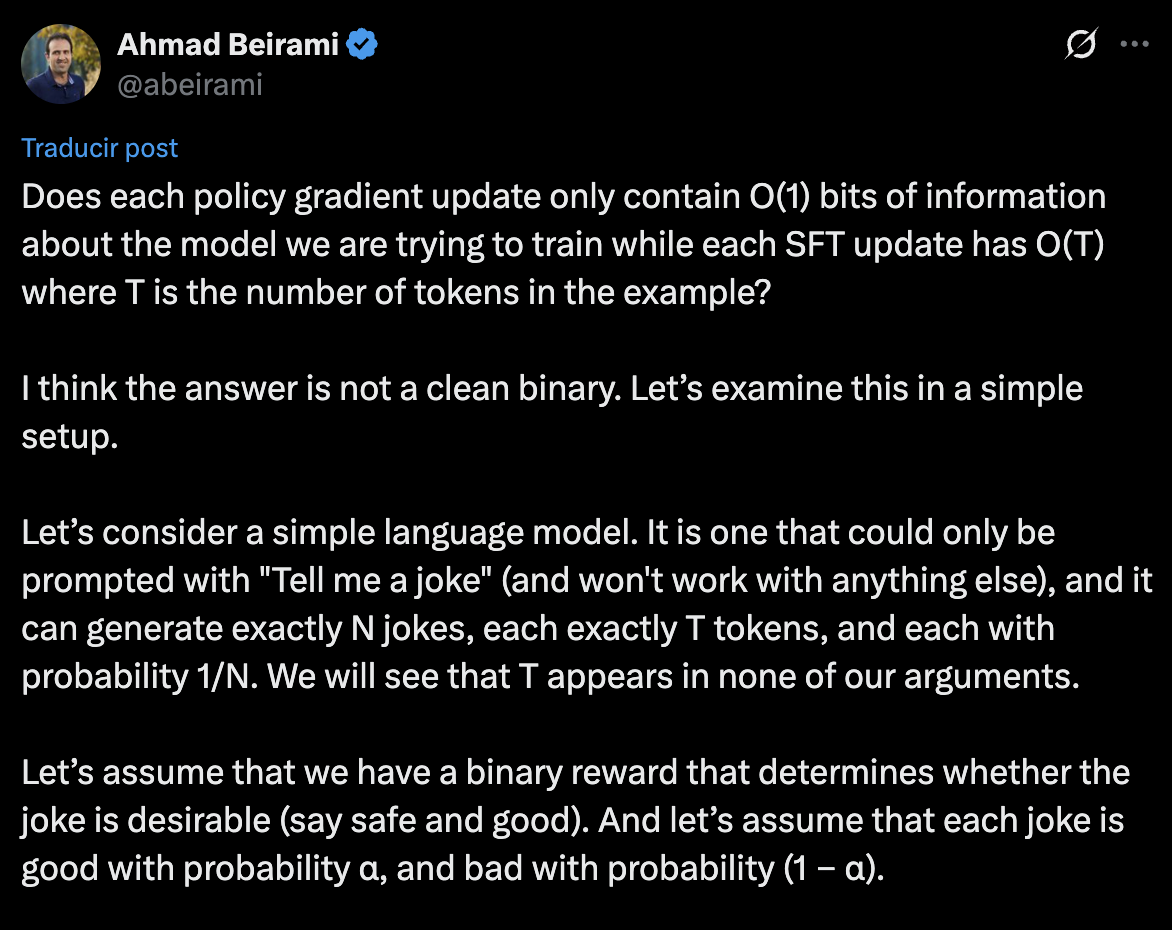 Ahmad Beirami
@abeirami
Traducir post
Does each policy gradient update only contain O(1) bits of information
about the model we are trying to train while each SFT update has O(T)
where T is the number of tokens in the example?
I think the answer is not a clean binary. Let’s examine this in a simple
setup.
Let’s consider a simple language model. It is one that could only be
prompted with "Tell me a joke" (and won't work with anything else), and it
can generate exactly N jokes, each exactly T tokens, and each with
probability 1/N. We will see that T appears in none of our arguments.
Let’s assume that we have a binary reward that determines whether the
joke is desirable (say safe and good). And let’s assume that each joke is
good with probability α, and bad with probability (1 – α).